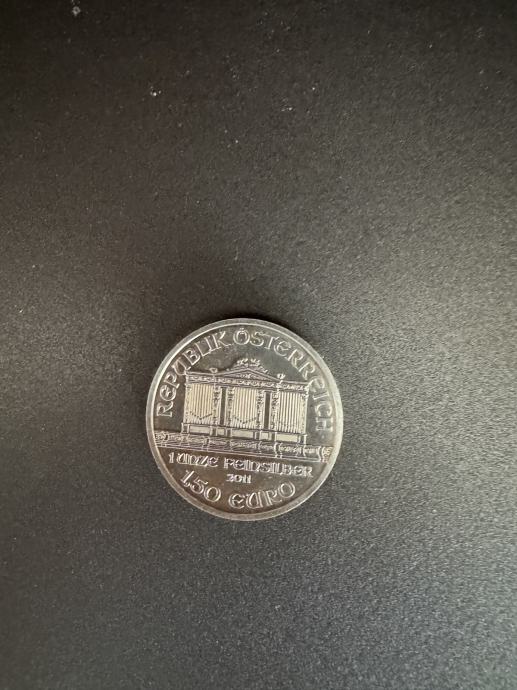 REPUBLIK ÖSTERREICH
1 UNZE FEINSILBER
2011
1,50 EURO